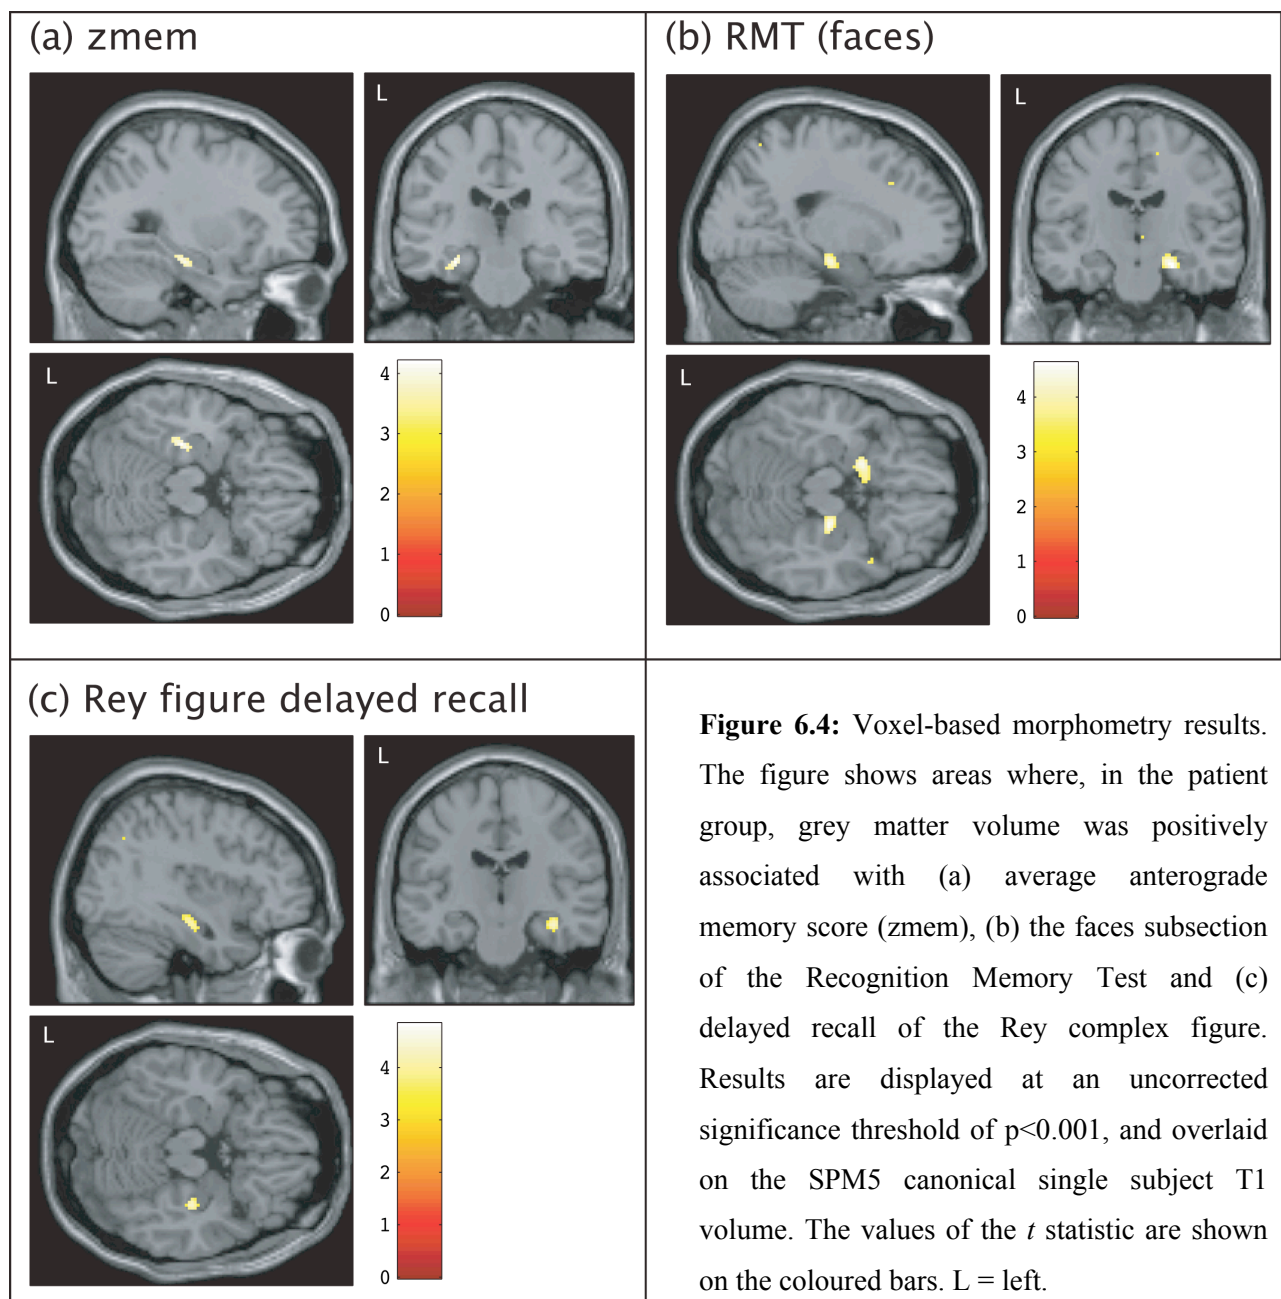 (a) zmem
L
L
4
3
2
1
0
(b) RMT (faces)
L
L
4
3
2
1
0
(c) Rey figure delayed recall
L
L
4
3
2
1
0
Figure 6.4: Voxel-based morphometry results.
The figure shows areas where, in the patient
group, grey matter volume was positively
associated with (a) average anterograde
memory score (zmem), (b) the faces subsection
of the Recognition Memory Test and (c)
delayed recall of the Rey complex figure.
Results are displayed at an uncorrected
significance threshold of p<0.001, and overlaid
on the SPM5 canonical single subject T1
volume. The values of the t statistic are shown
on the coloured bars. L = left.